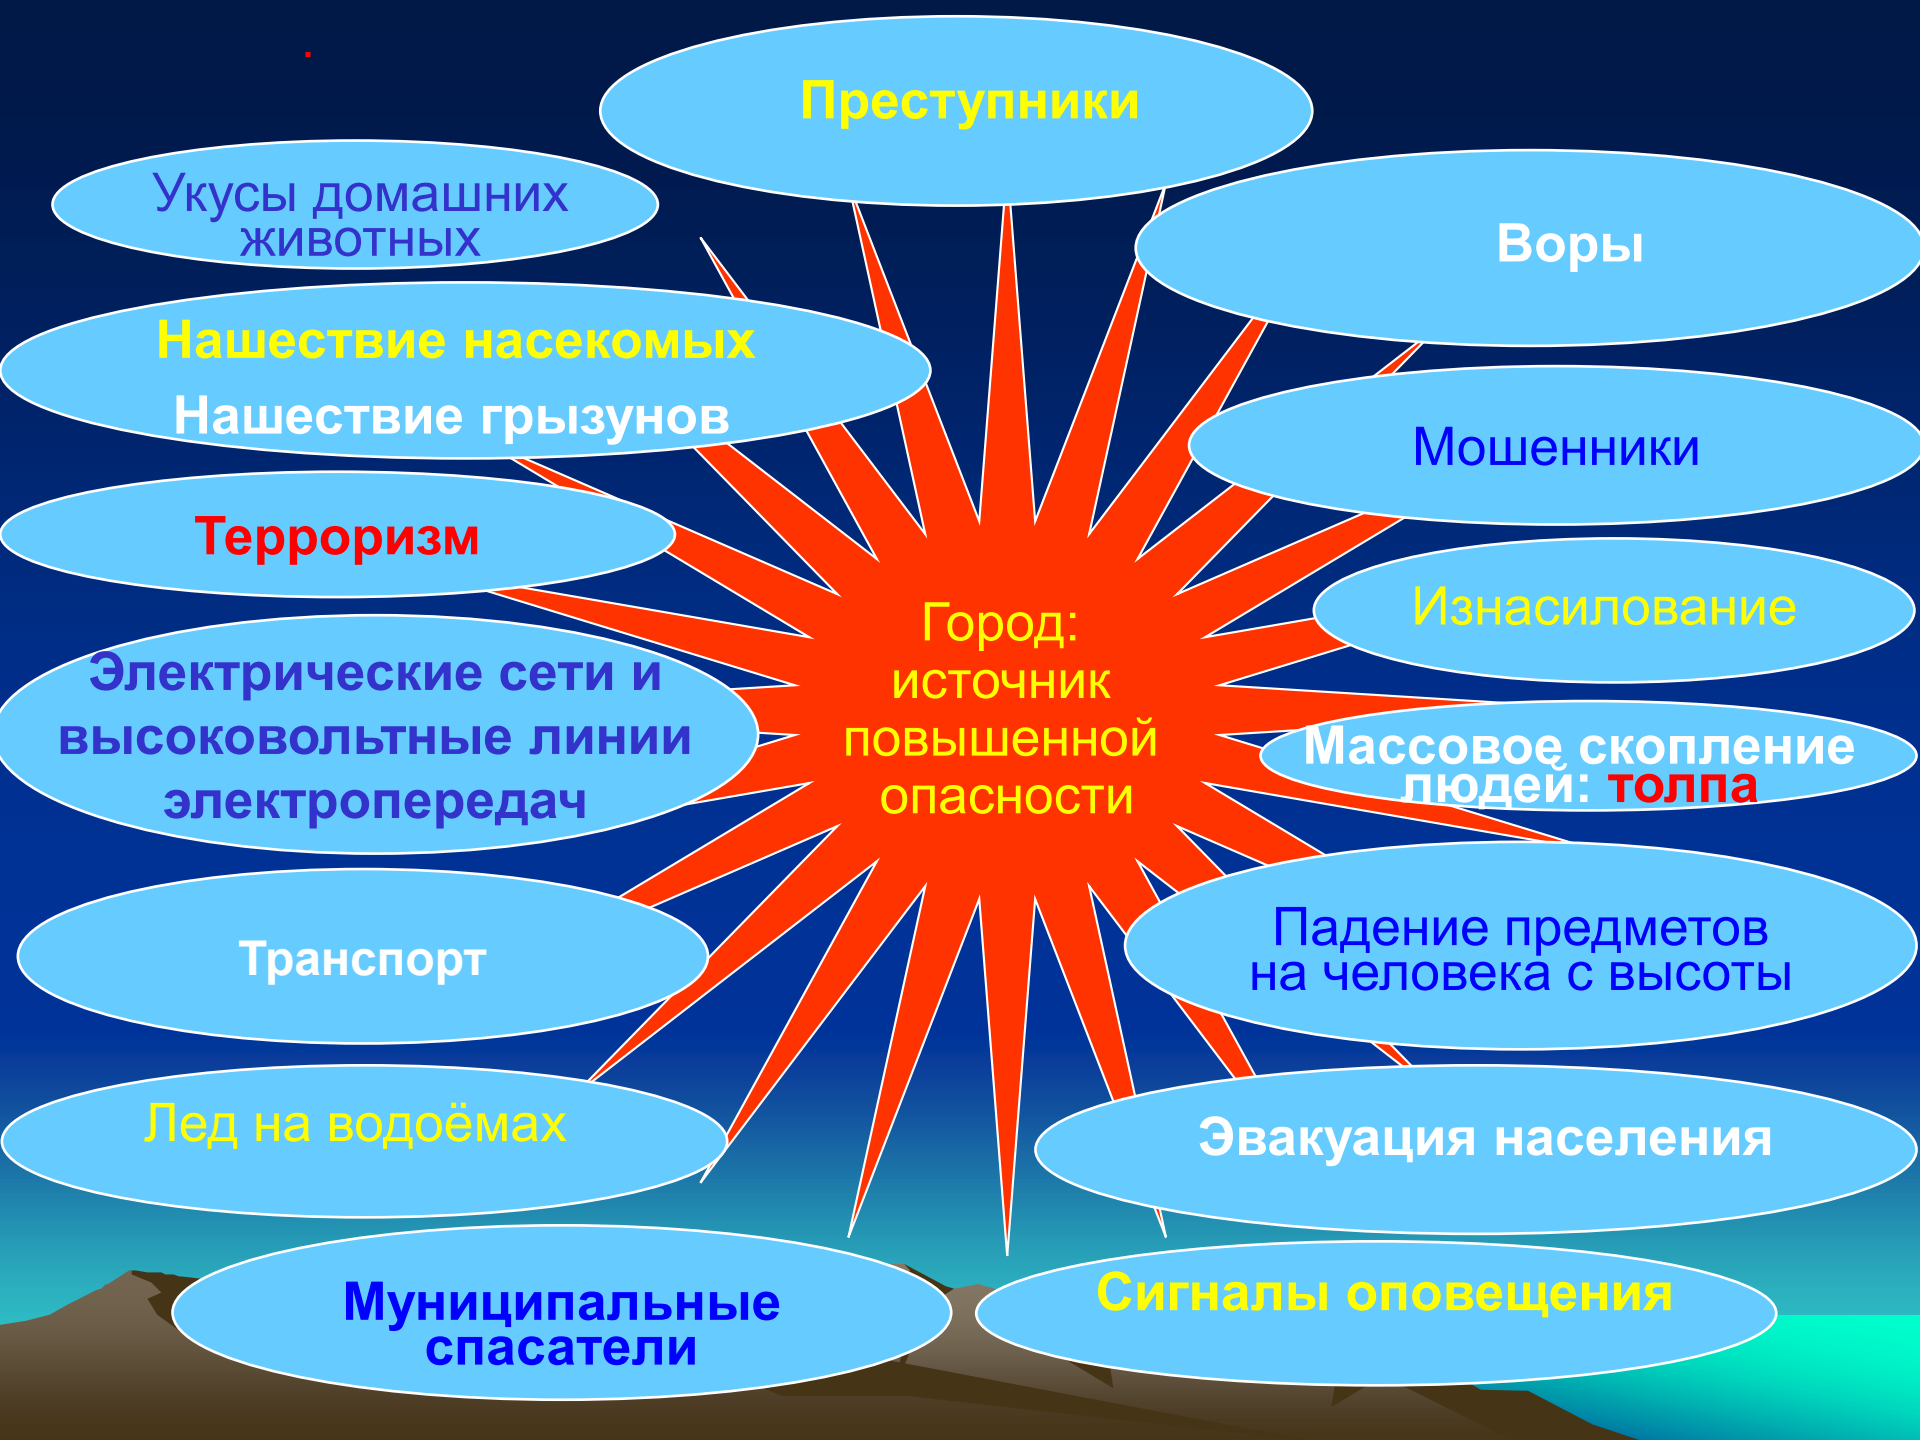 .
Преступники
Укусы домашних
животных
Воры
Нашествие насекомых
Нашествие грызунов
Мошенники
Терроризм
Изнасилование
Город:
источник
повышенной
опасности
Электрические сети и
высоковольтные линии
электропередач
Массовое скопление
людей: толпа
Транспорт
Падение предметов
на человека с высоты
Лед на водоёмах
Эвакуация населения
Муниципальные
спасатели
Сигналы оповещения